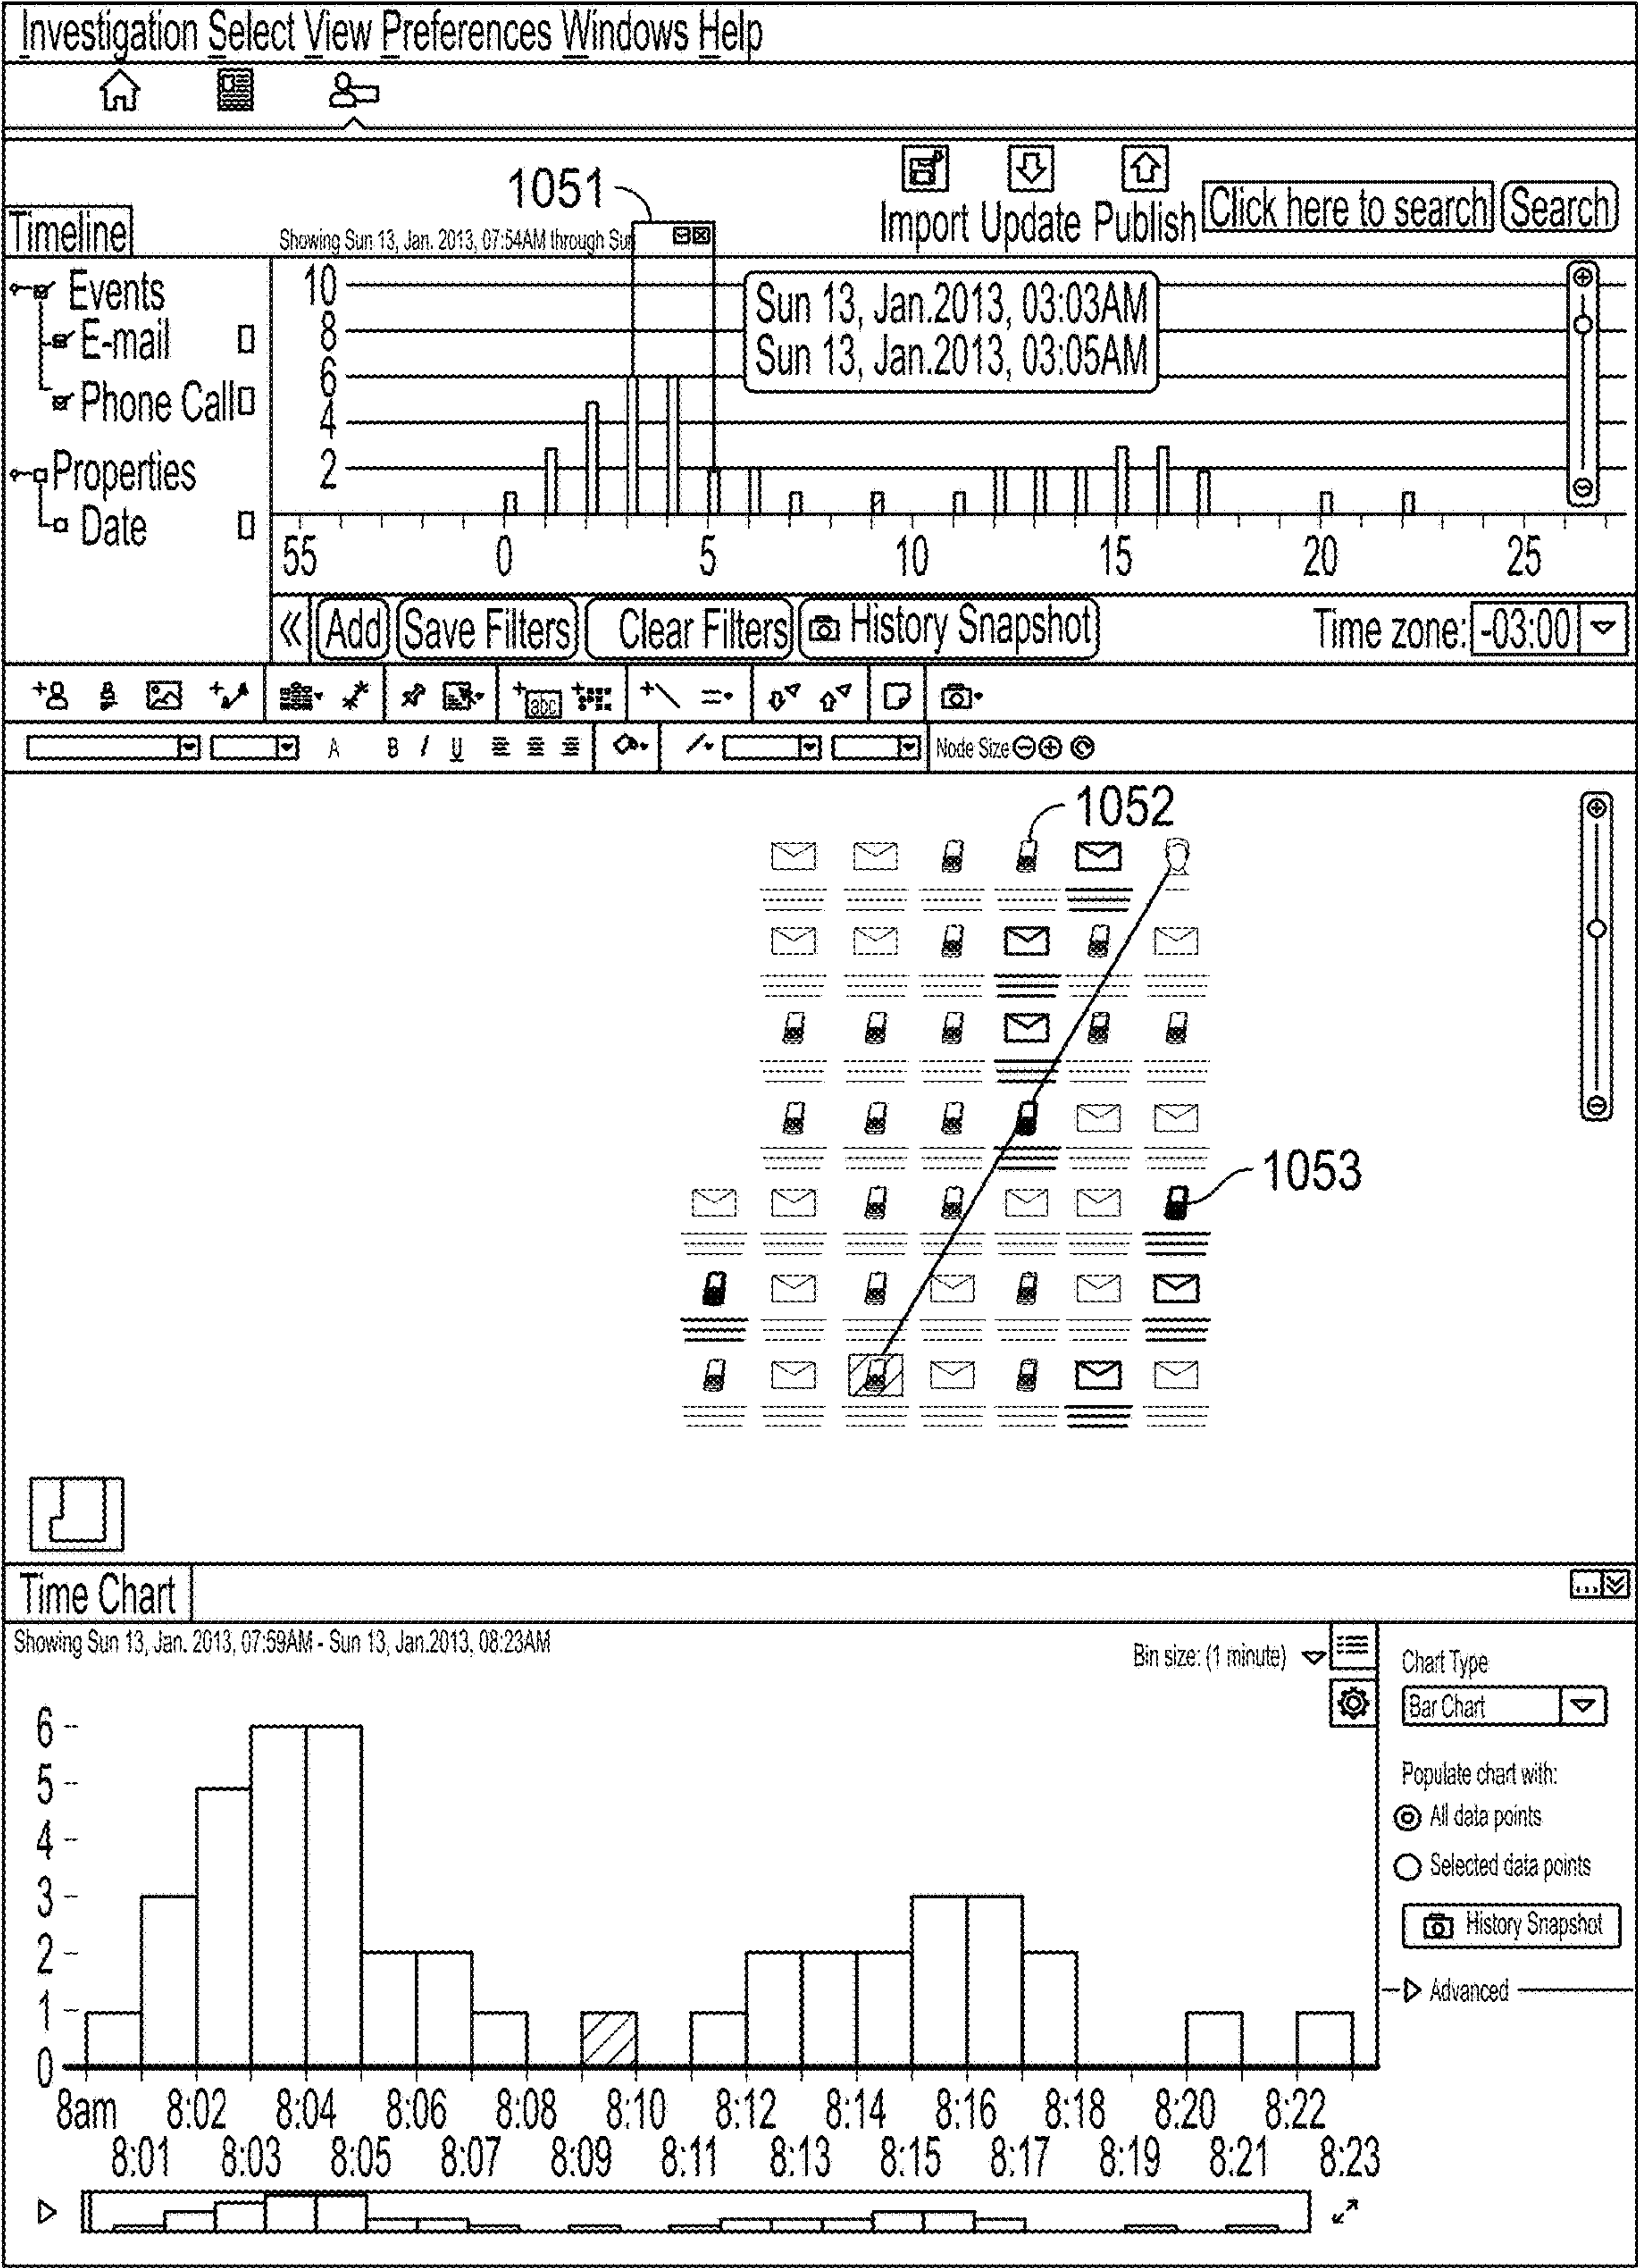 Investigation Select View Preferences Windows Help
1051
Import Update Publish Click here to search Search
Timeline
Showing Sun 13, Jan. 2013, 07:54AM through Sun
Events
E-mail
Phone Call
Properties
Date
10
8
6
4
2
Sun 13, Jan.2013, 03:03AM
Sun 13, Jan.2013, 03:05AM
55 0 5 10 15 20 25
Add Save Filters Clear Filters History Snapshot Time zone: -03:00
abc
A B I U Node Size
1052
1053
Time Chart
Showing Sun 13, Jan. 2013, 07:59AM - Sun 13, Jan.2013, 08:23AM
Bin size: (1 minute)
Chart Type
Bar Chart
Populate chart with:
All data points
Selected data points
History Snapshot
Advanced
6
5
4
3
2
1
0
8am 8:02 8:04 8:06 8:08 8:10 8:12 8:14 8:16 8:18 8:20 8:22
8:01 8:03 8:05 8:07 8:09 8:11 8:13 8:15 8:17 8:19 8:21 8:23